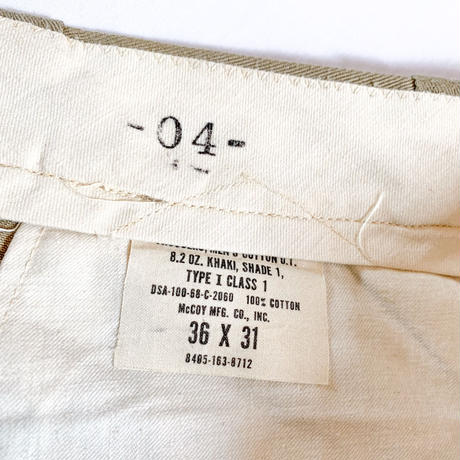 -04-
COTTON U.T.
8.2 OZ. KHAKI, SHADE 1,
TYPE I CLASS 1
DSA-100-68-C-2060 100% COTTON
McCOY MFG. CO., INC.
36 X 31
8405-163-8712